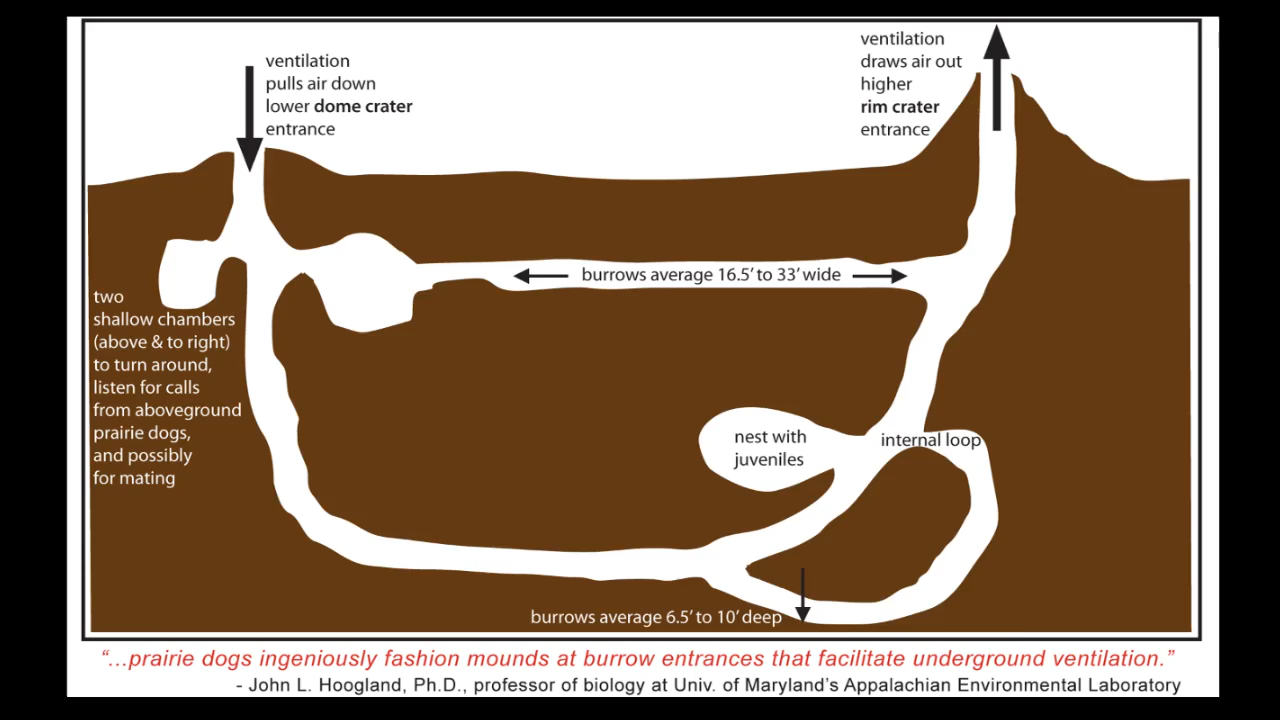 ventilation
pulls air down
lower dome crater
entrance
ventilation
draws air out
higher
rim crater
entrance
burrows average 16.5’ to 33’ wide
two
shallow chambers
(above & to right)
to turn around,
listen for calls
from aboveground
prairie dogs,
and possibly
for mating
nest with
juveniles
internal loop
burrows average 6.5’ to 10’ deep
“...prairie dogs ingeniously fashion mounds at burrow entrances that facilitate underground ventilation.”
- John L. Hoogland, Ph.D., professor of biology at Univ. of Maryland’s Appalachian Environmental Laboratory